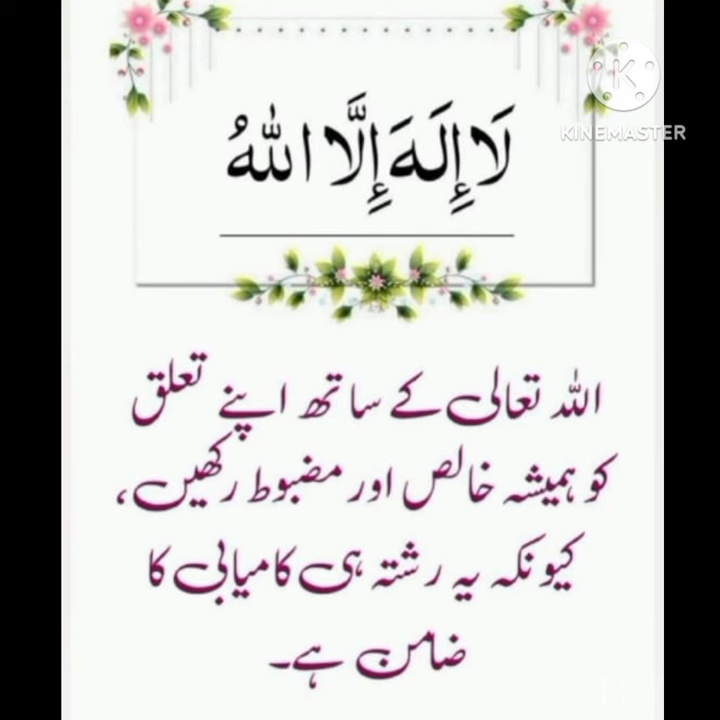 لَا إِلَهَ إِلَّا اللّٰهُ
K
KINEMASTER
اللہ تعالی کے ساتھ اپنے تعلق
کو ہمیشہ خالص اور مضبوط رکھیں،
کیونکہ یہ رشتہ ہی کامیابی کا
ضامن ہے۔